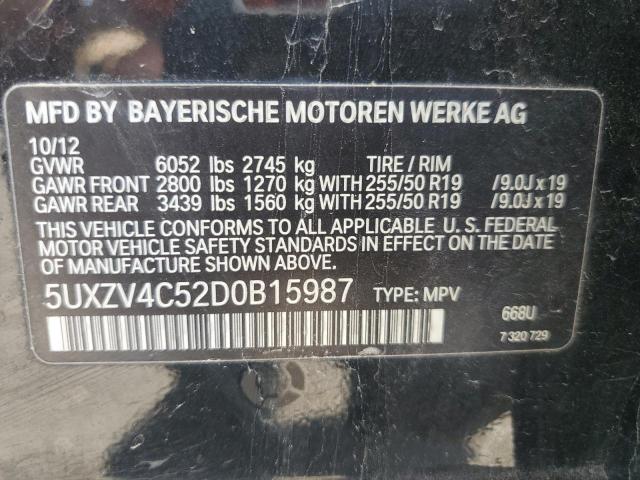 MFD BY BAYERISCHE MOTOREN WERKE AG
10/12
GVWR 6052 lbs 2745 kg TIRE / RIM
GAWR FRONT 2800 lbs 1270 kg WITH 255/50 R19 /9.0J x 19
GAWR REAR 3439 lbs 1560 kg WITH 255/50 R19 /9.0J x 19
THIS VEHICLE CONFORMS TO ALL APPLICABLE U. S. FEDERAL
MOTOR VEHICLE SAFETY STANDARDS IN EFFECT ON THE DATE
OF MANUFACTURE SHOWN ABOVE.
5UXZV4C52D0B15987 TYPE: MPV
668U
7 320 729